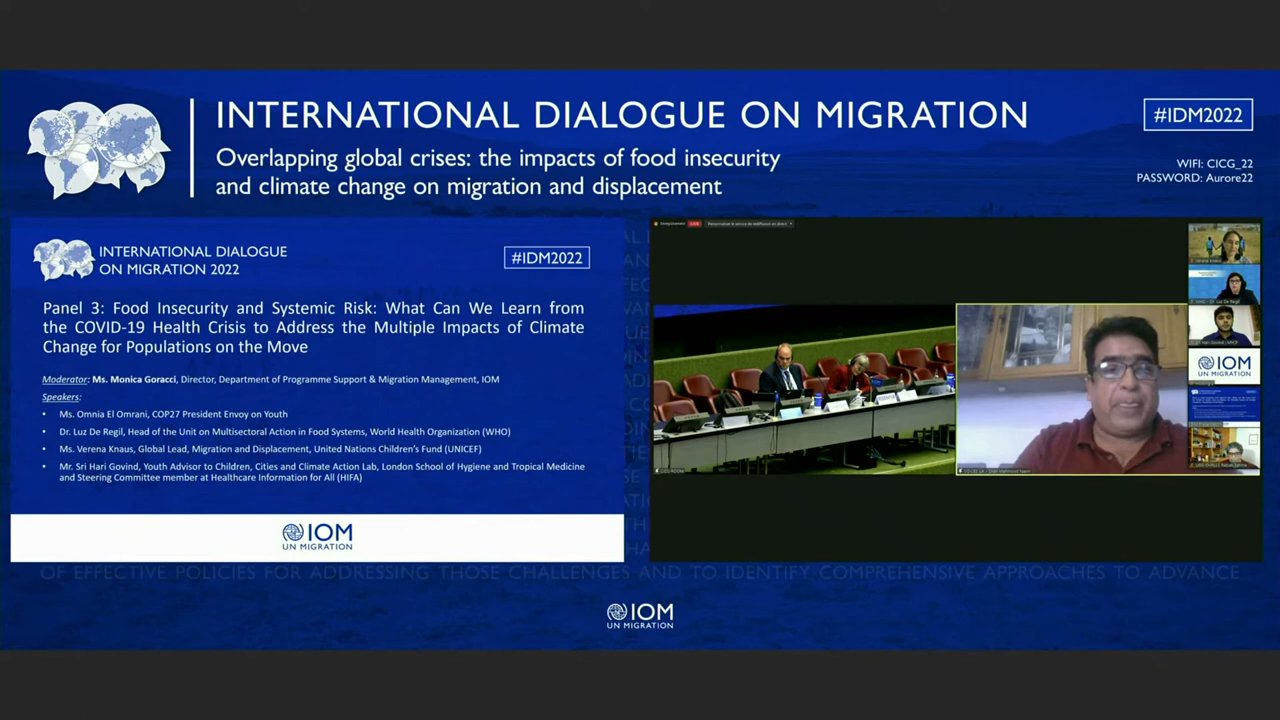 INTERNATIONAL DIALOGUE ON MIGRATION
Overlapping global crises: the impacts of food insecurity
and climate change on migration and displacement
#IDM2022
WIFI: CICG_22
PASSWORD: Aurore22
INTERNATIONAL DIALOGUE
ON MIGRATION 2022
#IDM2022
Panel 3: Food Insecurity and Systemic Risk: What Can We Learn from
the COVID-19 Health Crisis to Address the Multiple Impacts of Climate
Change for Populations on the Move
Moderator: Ms. Monica Goracci, Director, Department of Programme Support & Migration Management, IOM
Speakers:
• Ms. Omnia El Omrani, COP27 President Envoy on Youth
• Dr. Luz De Regil, Head of the Unit on Multisectoral Action in Food Systems, World Health Organization (WHO)
• Ms. Verena Knaus, Global Lead, Migration and Displacement, United Nations Children's Fund (UNICEF)
• Mr. Sri Hari Govind, Youth Advisor to Children, Cities and Climate Action Lab, London School of Hygiene and Tropical Medicine
and Steering Committee member at Healthcare Information for All (HIFA)
IOM
UN MIGRATION
LIVE
IOM
UN MIGRATION
OF EFFECTIVE POLICIES FOR ADDRESSING THOSE CHALLENGES AND TO IDENTIFY COMPREHENSIVE APPROACHES TO ADVANCE
IOM
UN MIGRATION